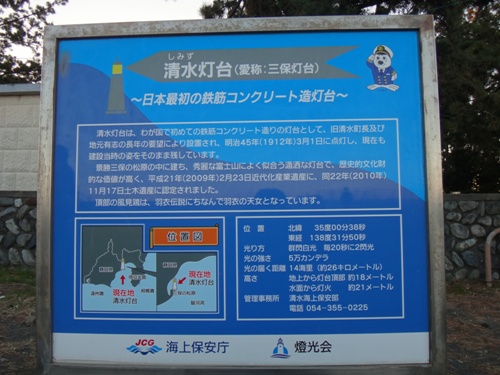 しみず
清水灯台(愛称:三保灯台)
〜日本最初の鉄筋コンクリート造灯台〜
清水灯台は、わが国で初めての鉄筋コンクリート造りの灯台として、旧清水町長及び
地元有志の長年の要望により設置され、明治45年(1912年)3月1日に点灯し、現在も
建設当時の姿をそのまま残しています。
景勝三保の松原の中に建ち、秀麗な富士山によく似合う瀟洒な灯台で、歴史的文化財
的な価値が高く、平成21年(2009年)2月23日近代化産業遺産に、同22年(2010年)
11月17日土木遺産に認定されました。
頂部の風見鶏は、羽衣伝説にちなんで羽衣の天女となっています。
位置図
現在地
清水灯台
現在地
清水灯台
三保の松原
駿河湾
位置 北緯 35度00分38秒
東経 138度31分50秒
光り方 群閃白光 毎20秒に2閃光
光の強さ 5万カンデラ
光の届く距離 14海里(約26キロメートル)
高さ 地上から灯台頂部 約18メートル
水面から灯火 約21メートル
管理事務所 清水海上保安部
電話 054-355-0225
JCG 海上保安庁
燈光会